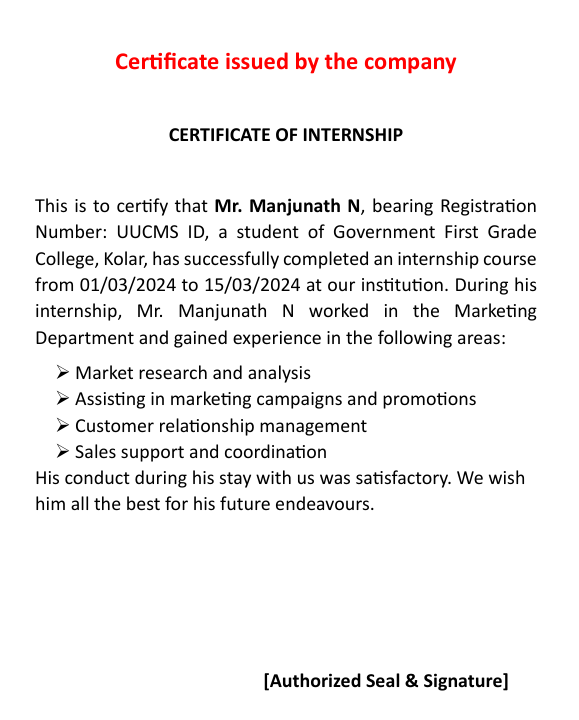 Certificate issued by the company
CERTIFICATE OF INTERNSHIP
This is to certify that Mr. Manjunath N, bearing Registration
Number: UUCMS ID, a student of Government First Grade
College, Kolar, has successfully completed an internship course
from 01/03/2024 to 15/03/2024 at our institution. During his
internship, Mr. Manjunath N worked in the Marketing
Department and gained experience in the following areas:
➢ Market research and analysis
➢ Assisting in marketing campaigns and promotions
➢ Customer relationship management
➢ Sales support and coordination
His conduct during his stay with us was satisfactory. We wish
him all the best for his future endeavours.
[Authorized Seal & Signature]